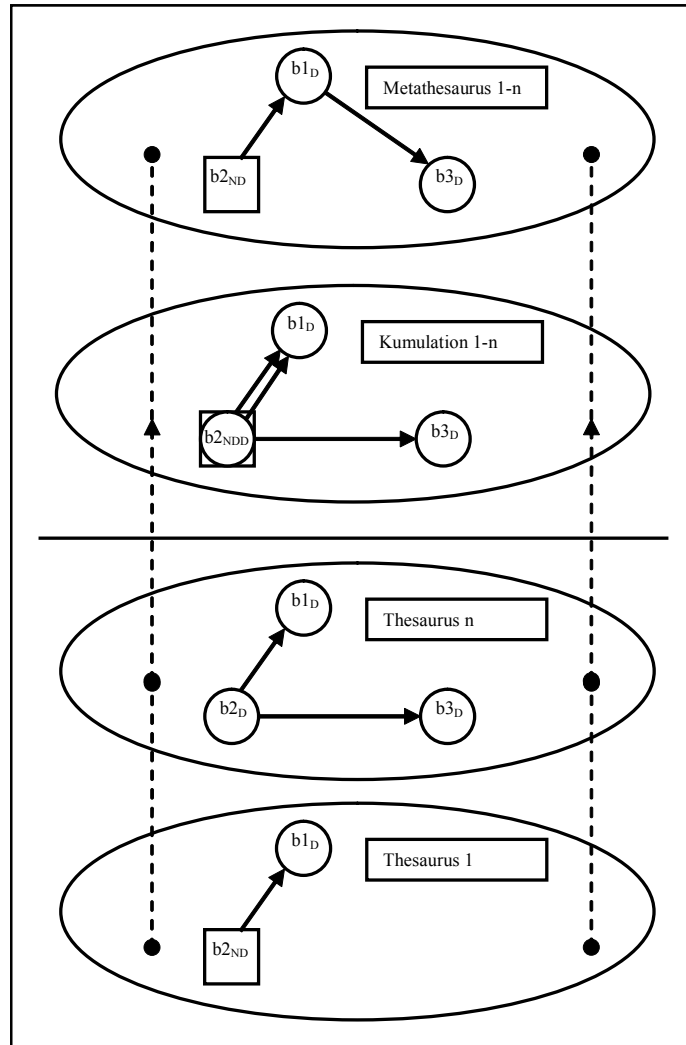 b1D
Metathesaurus 1-n
b2ND
b3D
b1D
Kumulation 1-n
b2NDD
b3D
b1D
Thesaurus n
b2D
b3D
b1D
Thesaurus 1
b2ND